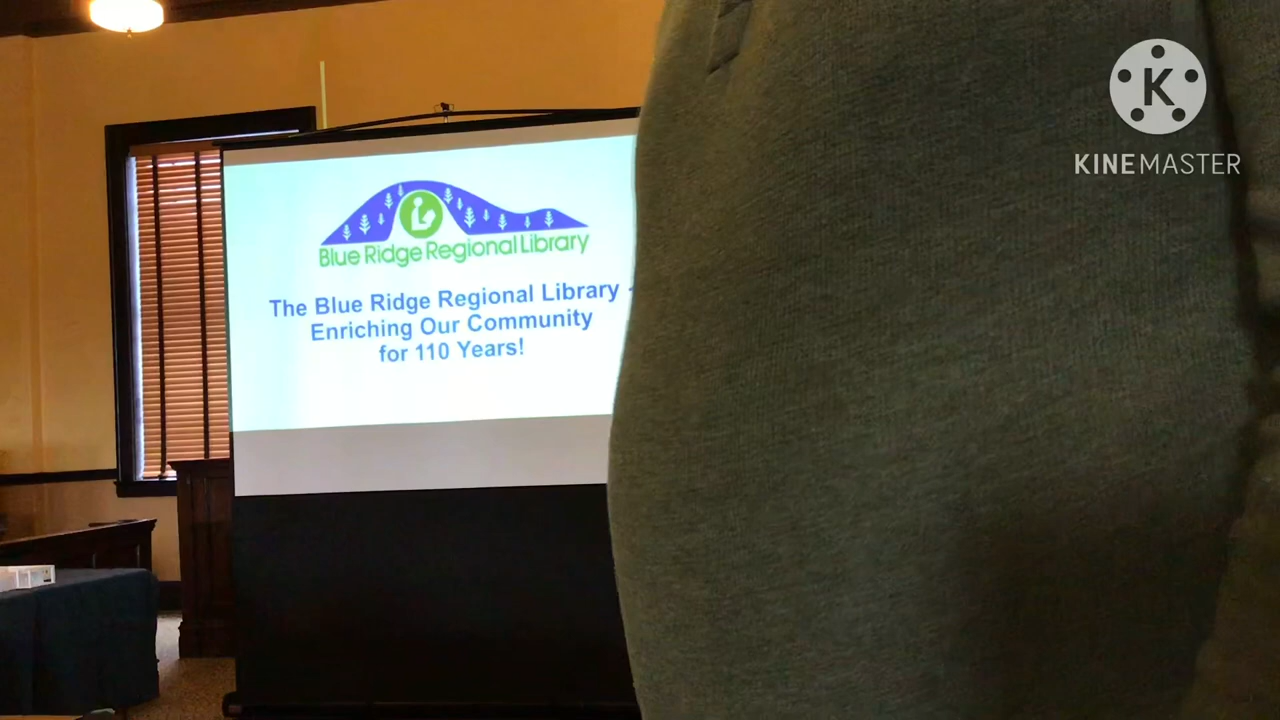 Blue Ridge Regional Library
The Blue Ridge Regional Library -
Enriching Our Community
for 110 Years!
K
KINEMASTER